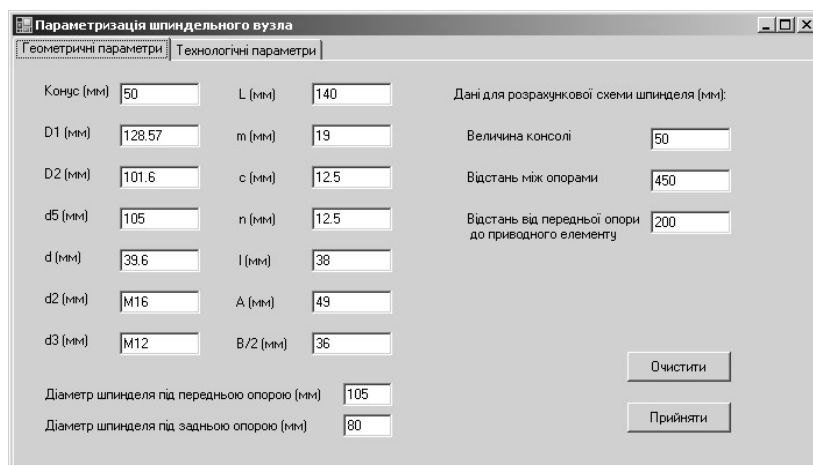 Параметризація шпиндельного вузла
Геометричні параметри Технологічні параметри
Конус (мм) 50 L (мм) 140 Дані для розрахункової схеми шпинделя (мм):
D1 (мм) 128.57 m (мм) 19 Величина консолі 50
D2 (мм) 101.6 c (мм) 12.5 Відстань між опорами 450
d5 (мм) 105 n (мм) 12.5 Відстань від передньої опори 200
до приводного елементу
d (мм) 39.6 l (мм) 38
d2 (мм) M16 A (мм) 49
d3 (мм) M12 B/2 (мм) 36
Очистити
Діаметр шпинделя під передньою опорою (мм) 105
Прийняти
Діаметр шпинделя під задньою опорою (мм) 80